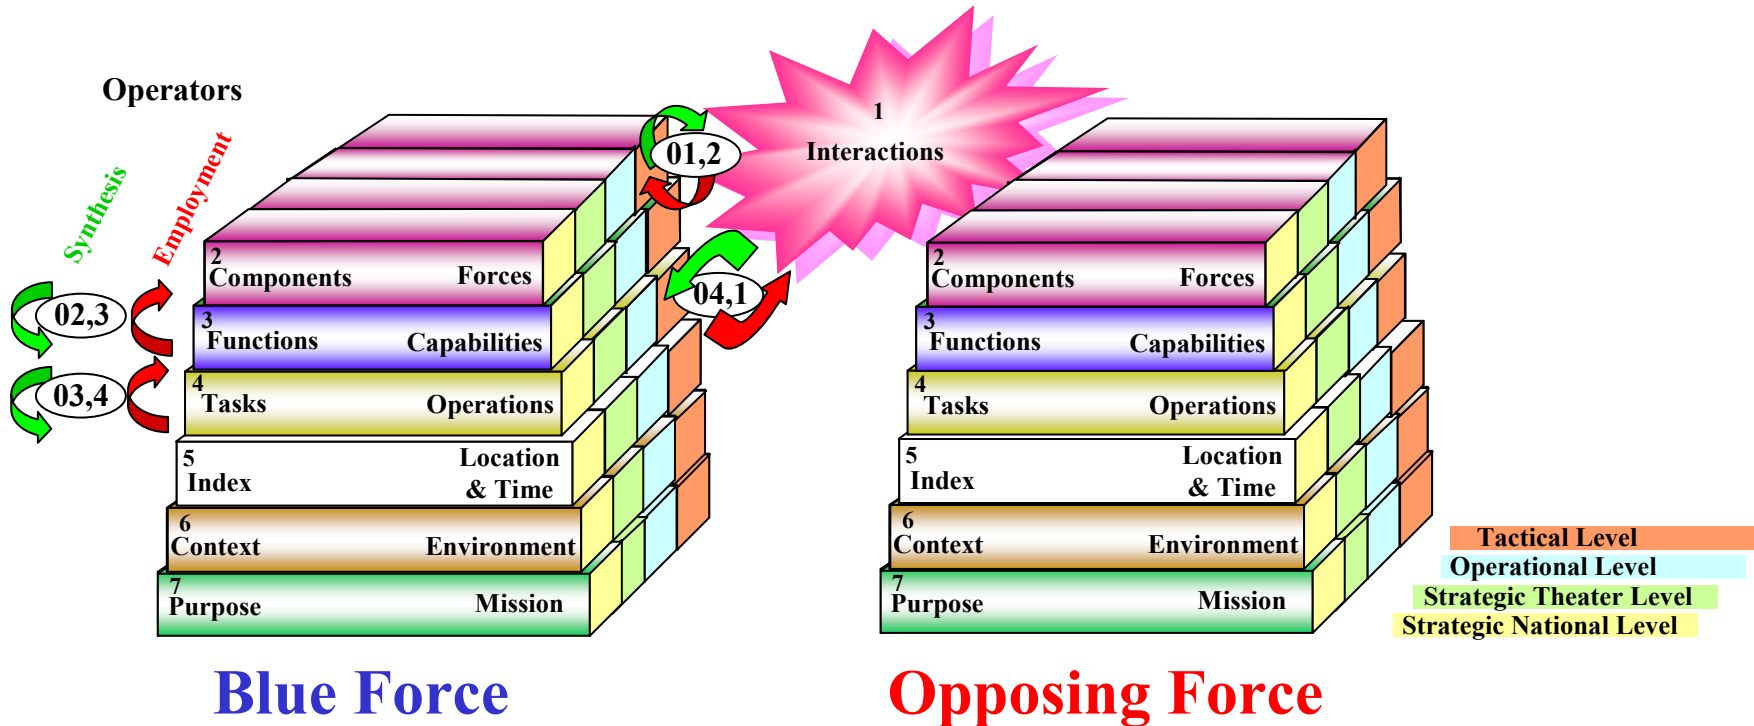 Operators
Synthesis
Employment
01,2
1
Interactions
2
Components Forces
04,1
02,3
3
Functions Capabilities
03,4
4
Tasks Operations
5
Index
Location
& Time
6
Context Environment
7
Purpose Mission
2
Components Forces
3
Functions Capabilities
4
Tasks Operations
5
Index
Location
& Time
6
Context Environment
7
Purpose Mission
Tactical Level
Operational Level
Strategic Theater Level
Strategic National Level
Blue Force
Opposing Force